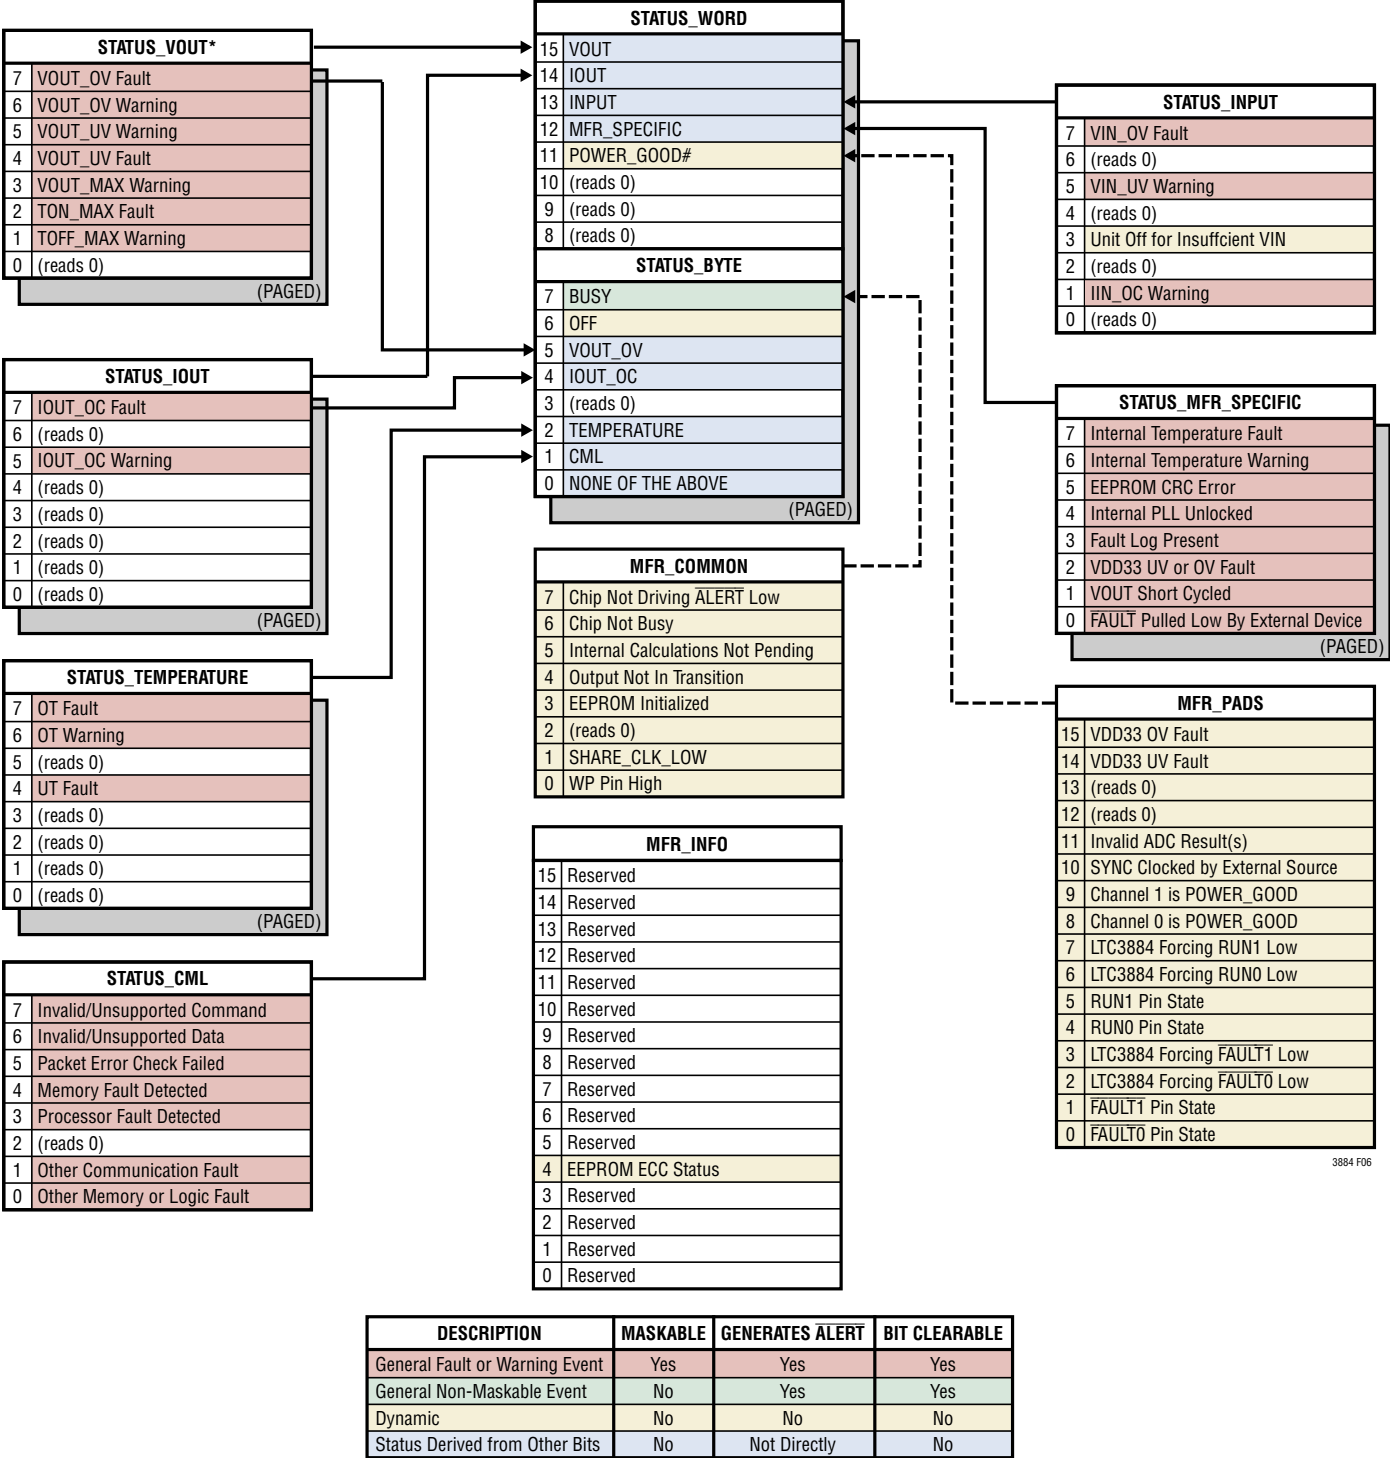 STATUS_VOUT*
7 VOUT_OV Fault
6 VOUT_OV Warning
5 VOUT_UV Warning
4 VOUT_UV Fault
3 VOUT_MAX Warning
2 TON_MAX Fault
1 TOFF_MAX Warning
0 (reads 0)
(PAGED)
STATUS_IOUT
7 IOUT_OC Fault
6 (reads 0)
5 IOUT_OC Warning
4 (reads 0)
3 (reads 0)
2 (reads 0)
1 (reads 0)
0 (reads 0)
(PAGED)
STATUS_TEMPERATURE
7 OT Fault
6 OT Warning
5 (reads 0)
4 UT Fault
3 (reads 0)
2 (reads 0)
1 (reads 0)
0 (reads 0)
(PAGED)
STATUS_CML
7 Invalid/Unsupported Command
6 Invalid/Unsupported Data
5 Packet Error Check Failed
4 Memory Fault Detected
3 Processor Fault Detected
2 (reads 0)
1 Other Communication Fault
0 Other Memory or Logic Fault
STATUS_WORD
15 VOUT
14 IOUT
13 INPUT
12 MFR_SPECIFIC
11 POWER_GOOD#
10 (reads 0)
9 (reads 0)
8 (reads 0)
STATUS_BYTE
7 BUSY
6 OFF
5 VOUT_OV
4 IOUT_OC
3 (reads 0)
2 TEMPERATURE
1 CML
0 NONE OF THE ABOVE
(PAGED)
MFR_COMMON
7 Chip Not Driving ALERT Low
6 Chip Not Busy
5 Internal Calculations Not Pending
4 Output Not In Transition
3 EEPROM Initialized
2 (reads 0)
1 SHARE_CLK_LOW
0 WP Pin High
MFR_INFO
15 Reserved
14 Reserved
13 Reserved
12 Reserved
11 Reserved
10 Reserved
9 Reserved
8 Reserved
7 Reserved
6 Reserved
5 Reserved
4 EEPROM ECC Status
3 Reserved
2 Reserved
1 Reserved
0 Reserved
STATUS_INPUT
7 VIN_OV Fault
6 (reads 0)
5 VIN_UV Warning
4 (reads 0)
3 Unit Off for Insuffcient VIN
2 (reads 0)
1 IIN_OC Warning
0 (reads 0)
STATUS_MFR_SPECIFIC
7 Internal Temperature Fault
6 Internal Temperature Warning
5 EEPROM CRC Error
4 Internal PLL Unlocked
3 Fault Log Present
2 VDD33 UV or OV Fault
1 VOUT Short Cycled
0 FAULT Pulled Low By External Device
(PAGED)
MFR_PADS
15 VDD33 OV Fault
14 VDD33 UV Fault
13 (reads 0)
12 (reads 0)
11 Invalid ADC Result(s)
10 SYNC Clocked by External Source
9 Channel 1 is POWER_GOOD
8 Channel 0 is POWER_GOOD
7 LTC3884 Forcing RUN1 Low
6 LTC3884 Forcing RUN0 Low
5 RUN1 Pin State
4 RUN0 Pin State
3 LTC3884 Forcing FAULT1 Low
2 LTC3884 Forcing FAULT0 Low
1 FAULT1 Pin State
0 FAULT0 Pin State
3884 F06
DESCRIPTION MASKABLE GENERATES ALERT BIT CLEARABLE
General Fault or Warning Event Yes Yes Yes
General Non-Maskable Event No Yes Yes
Dynamic No No No
Status Derived from Other Bits No Not Directly No